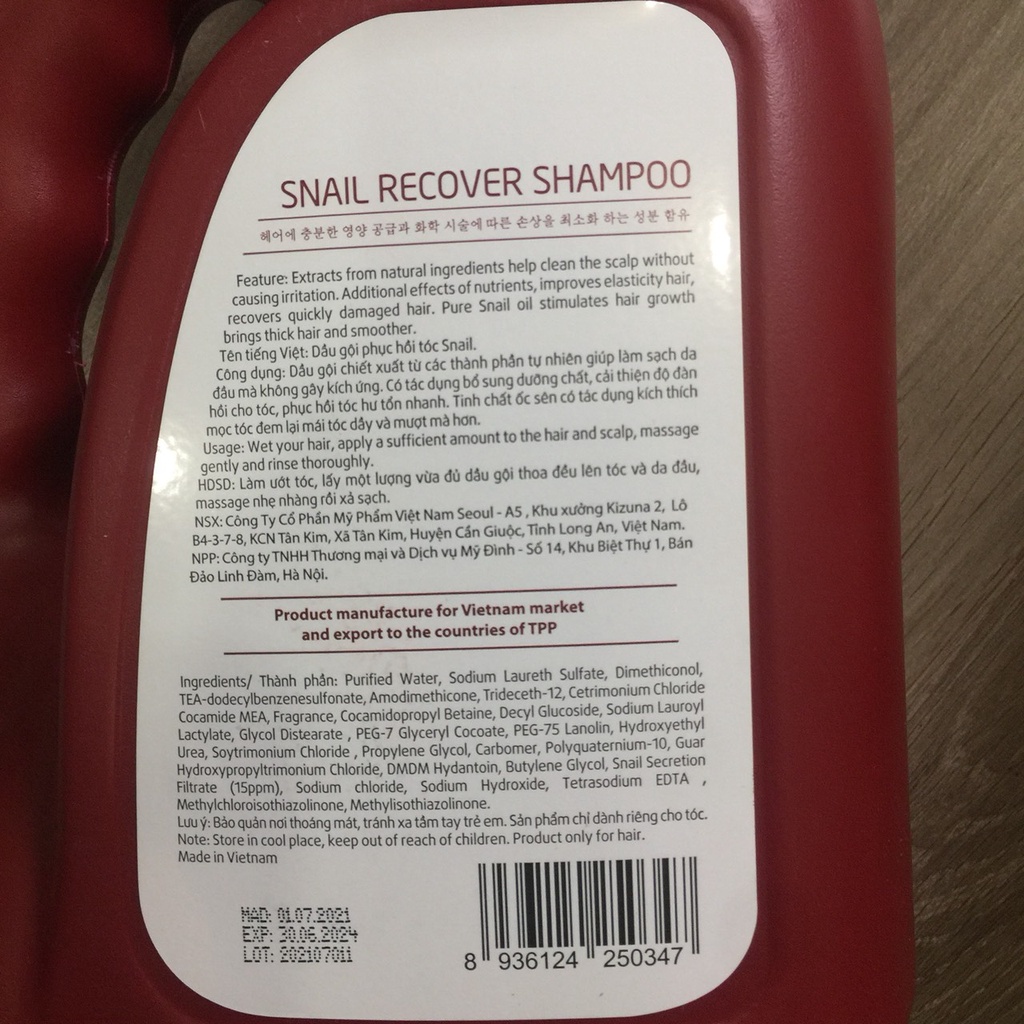 SNAIL RECOVER SHAMPOO
헤어에 충분한 영양 공급과 화학 시술에 따른 손상을 최소화 하는 성분 함유
Feature: Extracts from natural ingredients help clean the scalp without
causing irritation. Additional effects of nutrients, improves elasticity hair,
recovers quickly damaged hair. Pure Snail oil stimulates hair growth
brings thick hair and smoother.
Tên tiếng Việt: Dầu gội phục hồi tóc Snail.
Công dụng: Dầu gội chiết xuất từ các thành phần tự nhiên giúp làm sạch da
đầu mà không gây kích ứng. Có tác dụng bổ sung dưỡng chất, cải thiện độ đàn
hồi cho tóc, phục hồi tóc hư tổn nhanh. Tinh chất ốc sên có tác dụng kích thích
mọc tóc đem lại mái tóc dầy và mượt mà hơn.
Usage: Wet your hair, apply a sufficient amount to the hair and scalp, massage
gently and rinse thoroughly.
HDSD: Làm ướt tóc, lấy một lượng vừa đủ dầu gội thoa đều lên tóc và da đầu,
massage nhẹ nhàng rồi xả sạch.
NSX: Công Ty Cổ Phần Mỹ Phẩm Việt Nam Seoul - A5 , Khu xưởng Kizuna 2, Lô
B4-3-7-8, KCN Tân Kim, Xã Tân Kim, Huyện Cần Giuộc, Tỉnh Long An, Việt Nam.
NPP: Công ty TNHH Thương mại và Dịch vụ Mỹ Đình - Số 14, Khu Biệt Thự 1, Bán
Đảo Linh Đàm, Hà Nội.
Product manufacture for Vietnam market
and export to the countries of TPP
Ingredients/ Thành phần: Purified Water, Sodium Laureth Sulfate, Dimethiconol,
TEA-dodecylbenzenesulfonate, Amodimethicone, Trideceth-12, Cetrimonium Chloride
Cocamide MEA, Fragrance, Cocamidopropyl Betaine, Decyl Glucoside, Sodium Lauroyl
Lactylate, Glycol Distearate , PEG-7 Glyceryl Cocoate, PEG-75 Lanolin, Hydroxyethyl
Urea, Soytrimonium Chloride , Propylene Glycol, Carbomer, Polyquaternium-10, Guar
Hydroxypropyltrimonium Chloride, DMDM Hydantoin, Butylene Glycol, Snail Secretion
Filtrate (15ppm), Sodium chloride, Sodium Hydroxide, Tetrasodium EDTA ,
Methylchloroisothiazolinone, Methylisothiazolinone.
Lưu ý: Bảo quản nơi thoáng mát, tránh xa tầm tay trẻ em. Sản phẩm chỉ dành riêng cho tóc.
Note: Store in cool place, keep out of reach of children. Product only for hair.
Made in Vietnam
MAD: 01.07.2021
EXP: 30.06.2024
LOT: 202107011
8 936124 250347